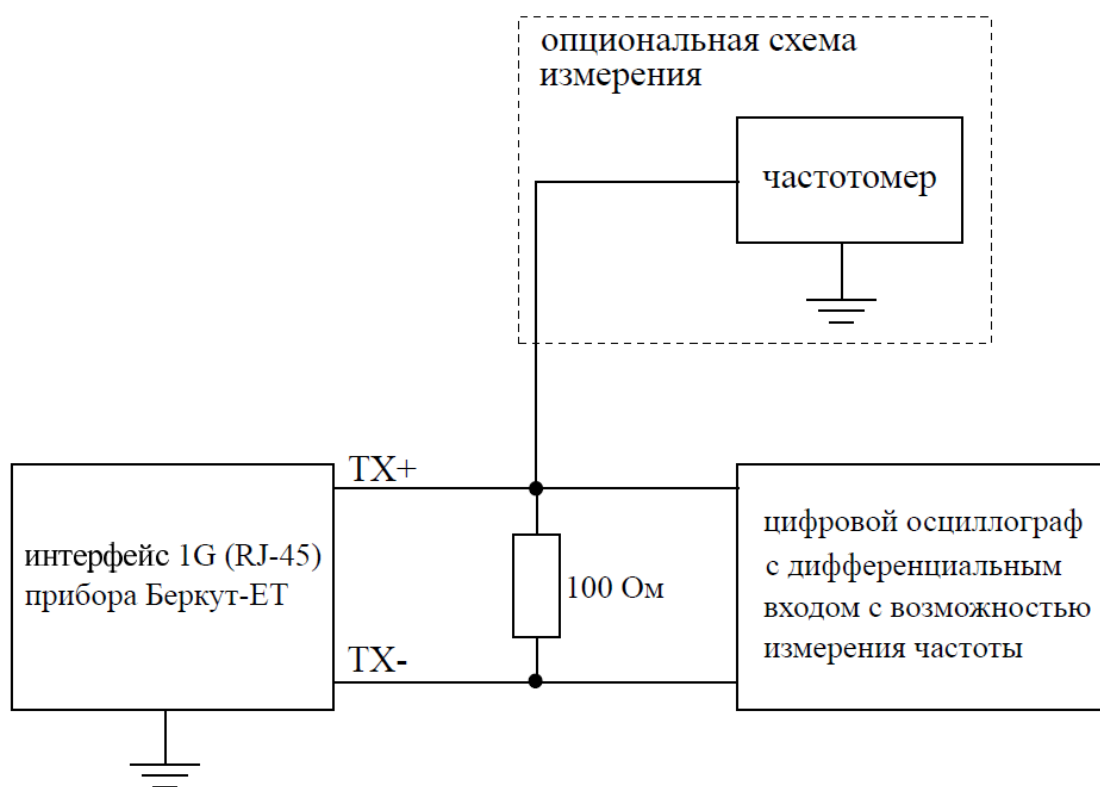 опциональная схема
измерения
частотомер
TX+
интерфейс 1G (RJ-45)
прибора Беркут-ЕТ
100 Ом
TX-
цифровой осциллограф
с дифференциальным
входом с возможностью
измерения частоты